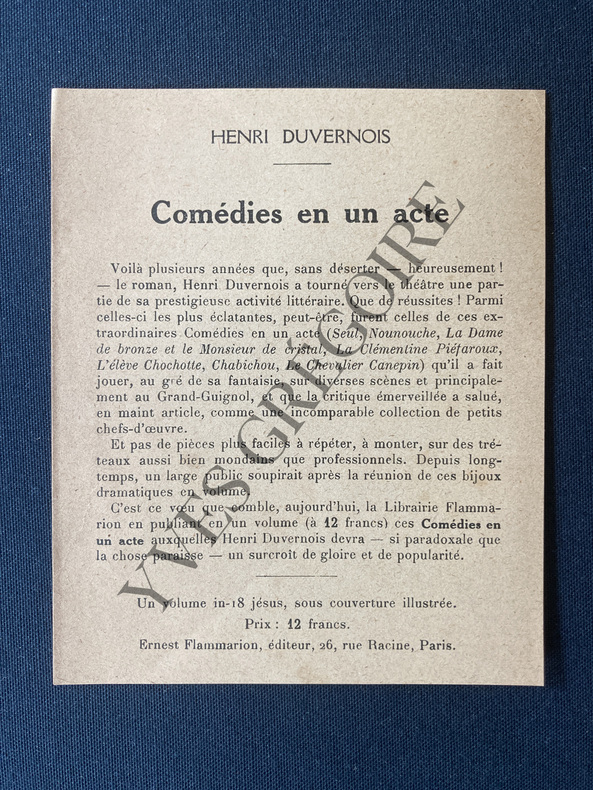 HENRI DUVERNOIS
Comédies en un acte
Voilà plusieurs années que, sans déserter — heureusement !
— le roman, Henri Duvernois a tourné vers le théâtre une par-
tie de sa prestigieuse activité littéraire. Que de réussites ! Parmi
celles-ci les plus éclatantes, peut-être, furent celles de ces ex-
traordinaires Comédies en un acte (Seul, Nounouche, La Dame
de bronze et le Monsieur de cristal, La Clémentine Piéfaroux,
L'élève Chochotte, Chabichou, Le Chevalier Canepin) qu'il a fait
jouer, au gré de sa fantaisie, sur diverses scènes et principale-
ment au Grand-Guignol, et que la critique émerveillée a salué,
en maint article, comme une incomparable collection de petits
chefs-d'œuvre.
Et pas de pièces plus faciles à répéter, à monter, sur des tré-
teaux aussi bien mondains que professionnels. Depuis long-
temps, un large public soupirait après la réunion de ces bijoux
dramatiques en volume.
C'est ce vœu que comble, aujourd'hui, la Librairie Flamma-
rion en publiant en un volume (à 12 francs) ces Comédies en
un acte auxquelles Henri Duvernois devra — si paradoxale que
la chose paraisse — un surcroît de gloire et de popularité.
Un volume in-18 jésus, sous couverture illustrée.
Prix : 12 francs.
Ernest Flammarion, éditeur, 26, rue Racine, Paris.
YVES GRÉGOIRE